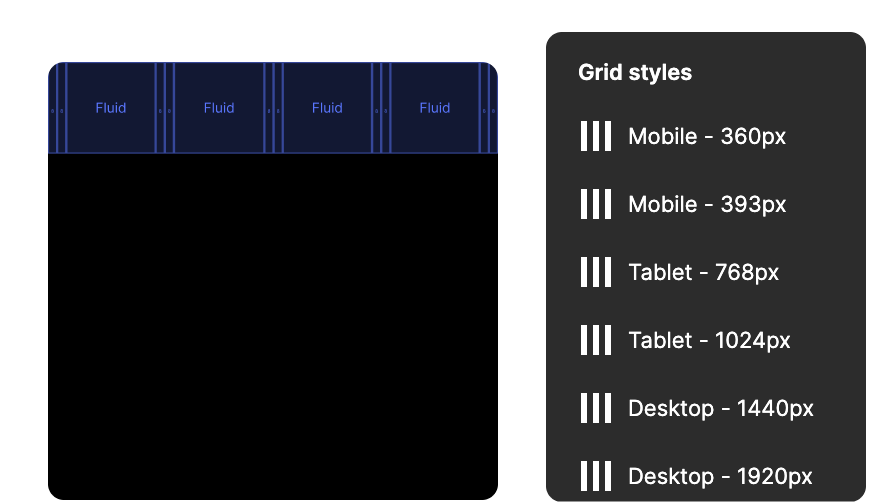 Fluid Fluid Fluid Fluid
Grid styles
Mobile - 360px
Mobile - 393px
Tablet - 768px
Tablet - 1024px
Desktop - 1440px
Desktop - 1920px